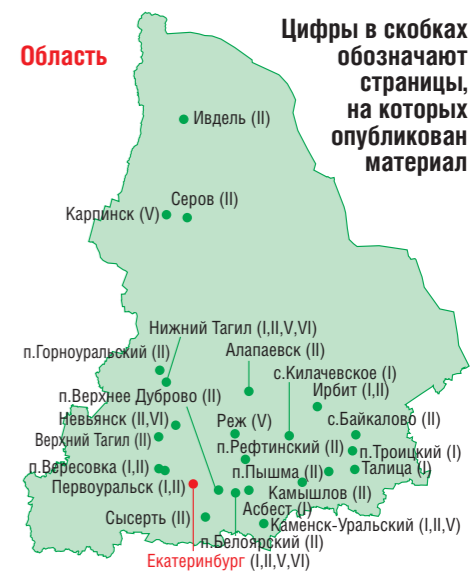 Область
Цифры в скобках
обозначают
страницы,
на которых
опубликован
материал
Ивдель (II)
Серов (II)
Карпинск (V)
Нижний Тагил (I,II,V,VI)
п.Горноуральский (II)
Алапаевск (II)
с.Килачевское (I)
п.Верхнее Дуброво (II)
Ирбит (I,II)
Невьянск (II,VI)
Реж (V)
с.Байкалово (II)
Верхний Тагил (II)
п.Рефтинский (II)
п.Троицкий (I)
п.Вересовка (I,II)
п.Пышма (II)
Талица (I)
Первоуральск (I,II)
Камышлов (II)
Асбест (I)
Сысерть (II)
Каменск-Уральский (I,II,V)
п.Белоярский (II)
Екатеринбург (I,II,V,VI)